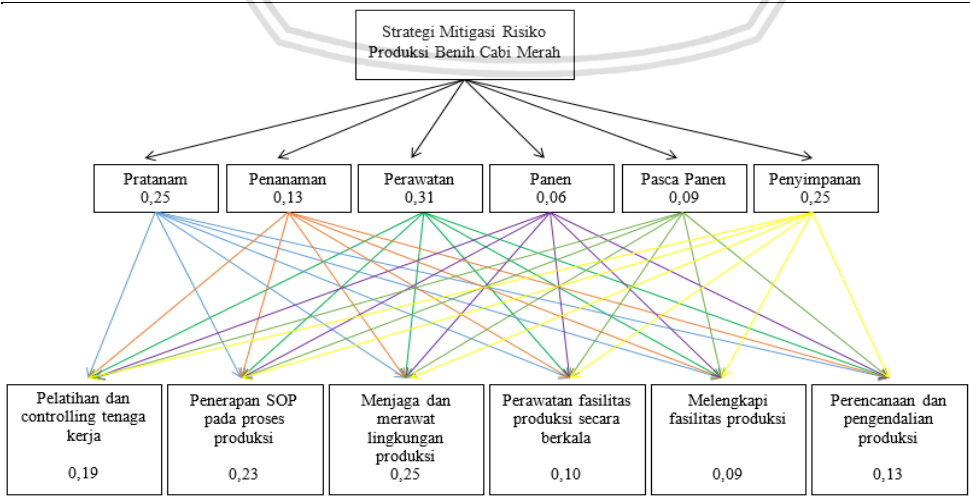 Strategi Mitigasi Risiko
Produksi Benih Cabi Merah
Pratanam
0,25
Penanaman
0,13
Perawatan
0,31
Panen
0,06
Pasca Panen
0,09
Penyimpanan
0,25
Pelatihan dan
controlling tenaga
kerja
0,19
Penerapan SOP
pada proses
produksi
0,23
Menjaga dan
merawat
lingkungan
produksi
0,25
Perawatan fasilitas
produksi secara
berkala
0,10
Melengkapi
fasilitas produksi
0,09
Perencanaan dan
pengendalian
produksi
0,13